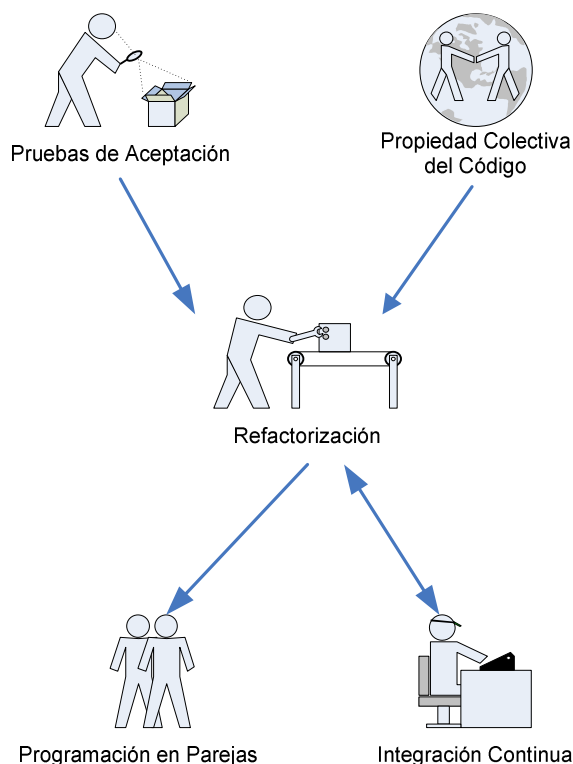 Pruebas de Aceptación
Propiedad Colectiva
del Código
Refactorización
Programación en Parejas
Integración Continua